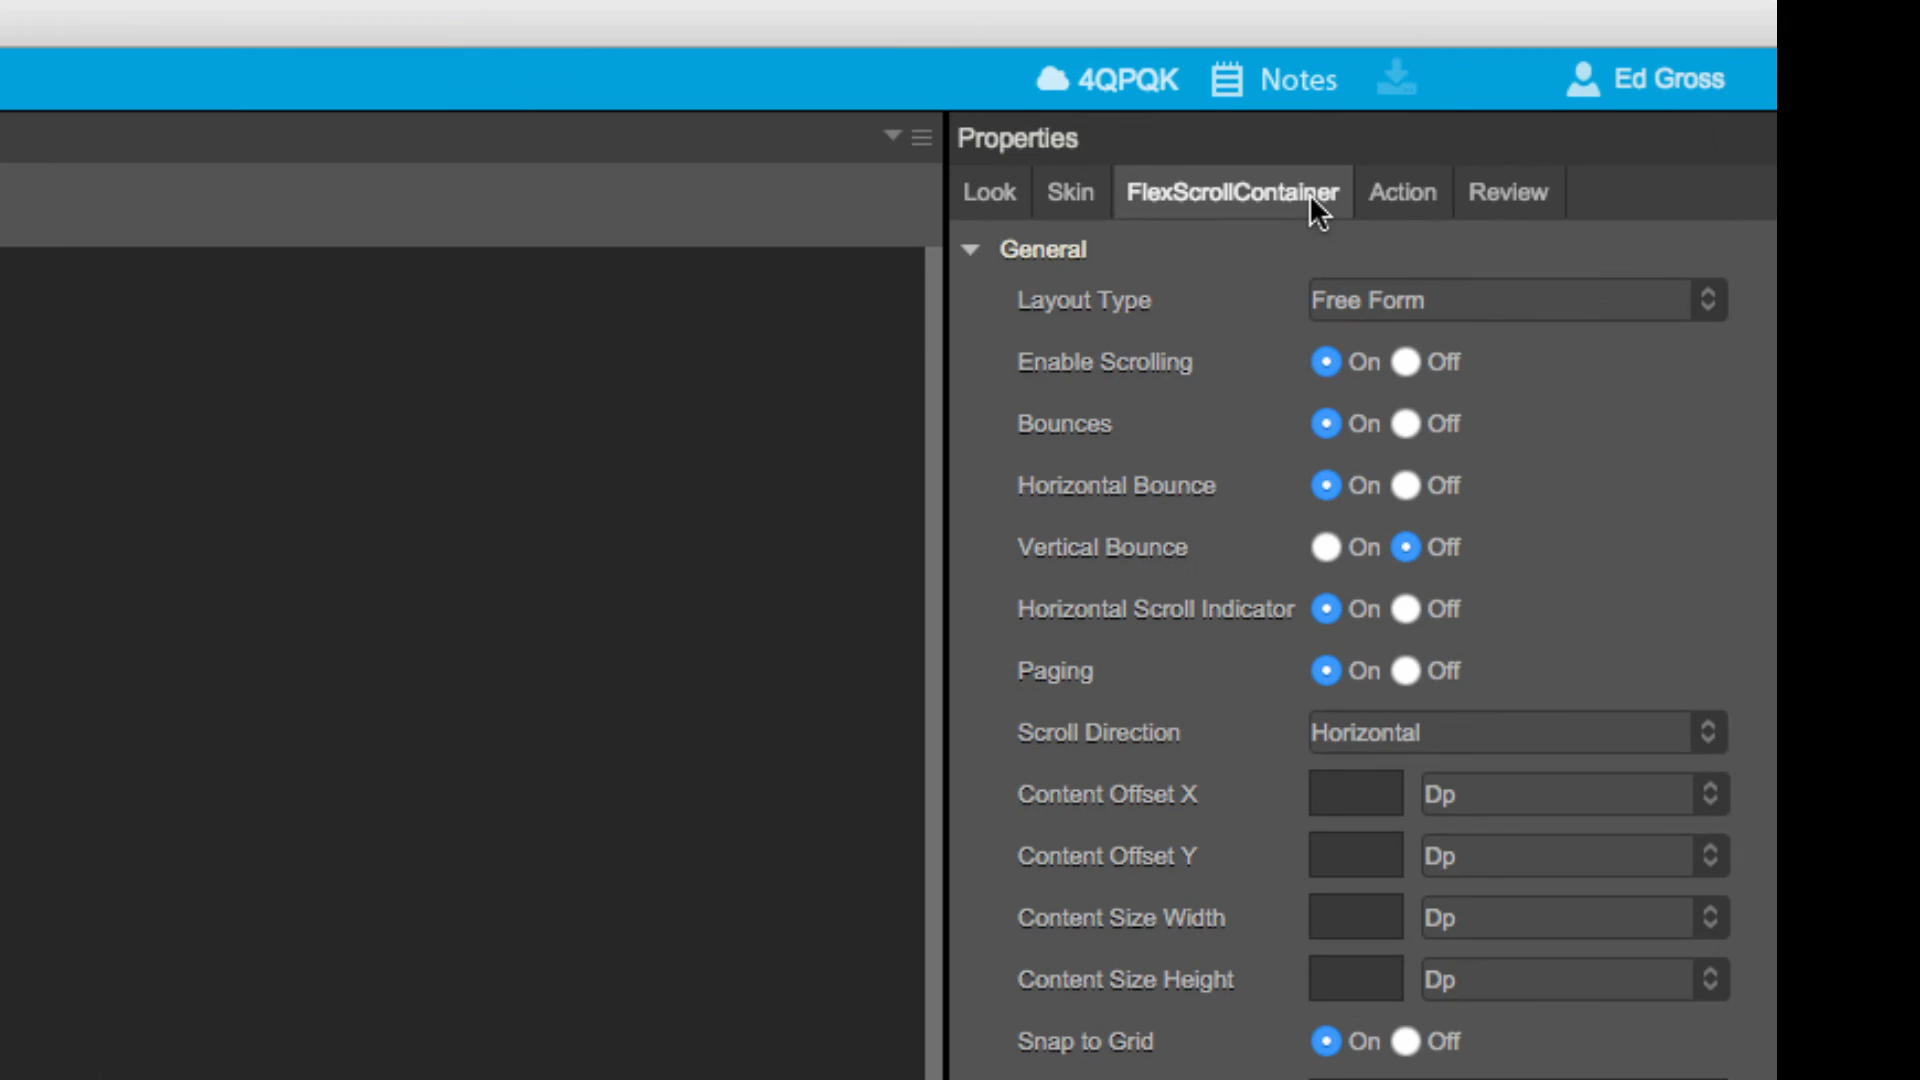 4QPQK Notes Ed Gross
Properties
Look Skin FlexScrollContainer Action Review
General
Layout Type Free Form
Enable Scrolling On Off
Bounces On Off
Horizontal Bounce On Off
Vertical Bounce On Off
Horizontal Scroll Indicator On Off
Paging On Off
Scroll Direction Horizontal
Content Offset X Dp
Content Offset Y Dp
Content Size Width Dp
Content Size Height Dp
Snap to Grid On Off